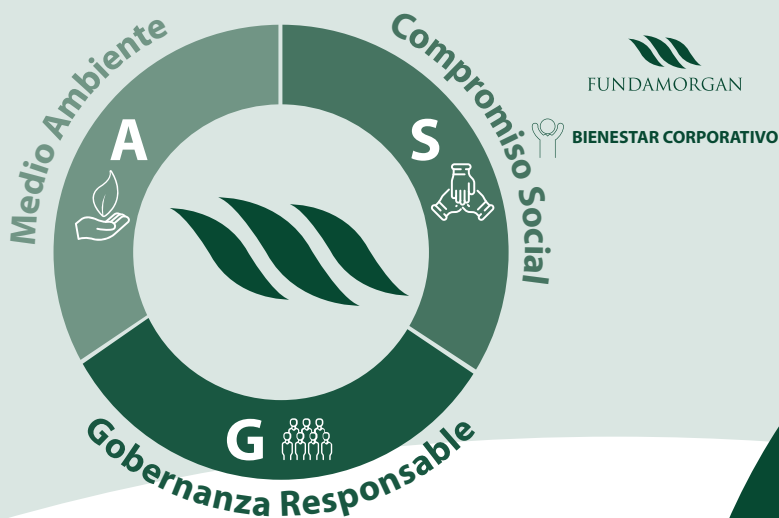 Medio Ambiente
A
Compromiso Social
S
Gobernanza Responsable
G
FUNDAMORGAN
BIENESTAR CORPORATIVO